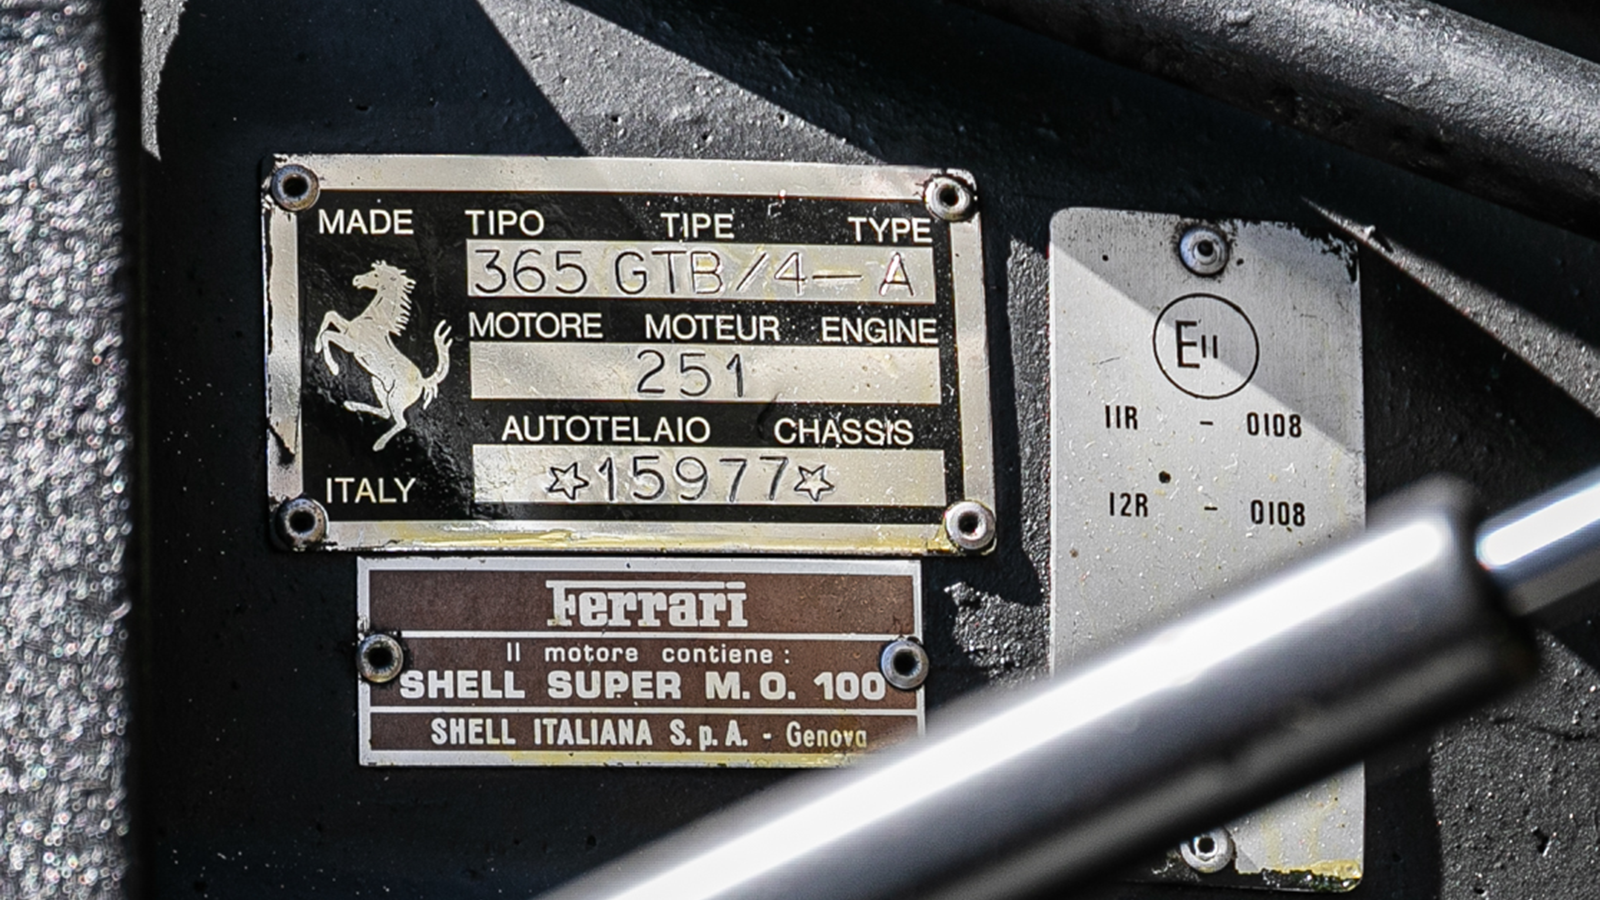 MADE TIPO TIPE TYPE
365 GTB/4—A
MOTORE MOTEUR ENGINE
251
AUTOTELAIO CHASSIS
☆15977☆
ITALY
Ferrari
Il motore contiene:
SHELL SUPER M.O. 100
SHELL ITALIANA S.p.A. - Genova
E11
11R - 0108
12R - 0108